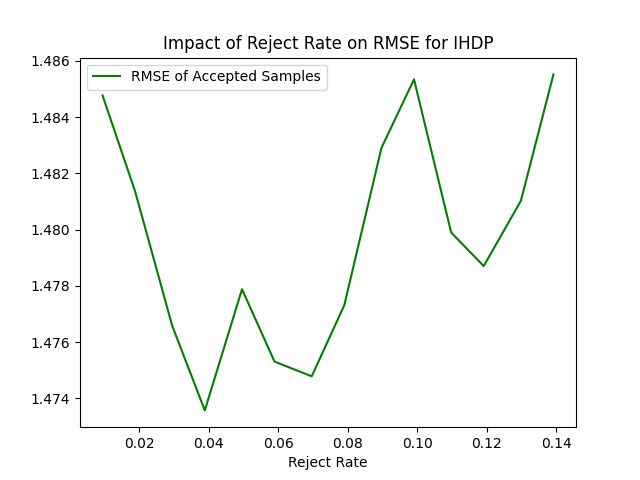 Impact of Reject Rate on RMSE for IHDP
RMSE of Accepted Samples
1.486
1.484
1.482
1.480
1.478
1.476
1.474
0.02 0.04 0.06 0.08 0.10 0.12 0.14
Reject Rate